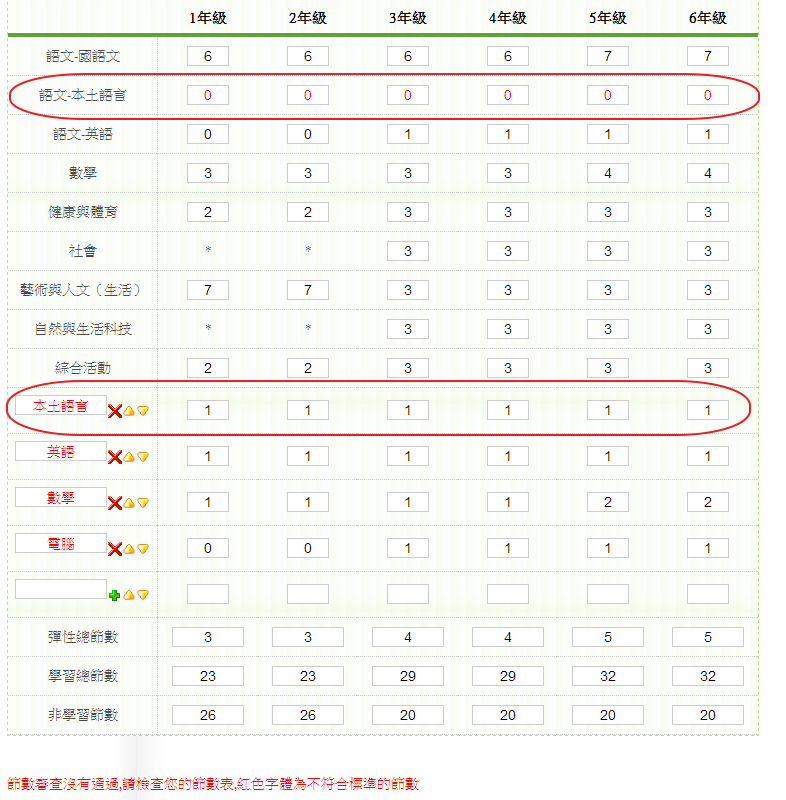 1年級 2年級 3年級 4年級 5年級 6年級
語文-國語文 6 6 6 6 7 7
語文-本土語言 0 0 0 0 0 0
語文-英語 0 0 1 1 1 1
數學 3 3 3 3 4 4
健康與體育 2 2 3 3 3 3
社會 * * 3 3 3 3
藝術與人文（生活） 7 7 3 3 3 3
自然與生活科技 * * 3 3 3 3
綜合活動 2 2 3 3 3 3
本土語言 1 1 1 1 1 1
英語 1 1 1 1 1 1
數學 1 1 1 1 2 2
電腦 0 0 1 1 1 1
彈性總節數 3 3 4 4 5 5
學習總節數 23 23 29 29 32 32
非學習節數 26 26 20 20 20 20
節數審查沒有通過,請檢查您的節數表,紅色字體為不符合標準的節數